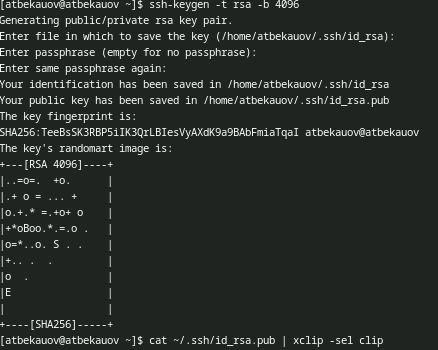 [atbekauov@atbekauov ~]$ ssh-keygen -t rsa -b 4096
Generating public/private rsa key pair.
Enter file in which to save the key (/home/atbekauov/.ssh/id_rsa):
Enter passphrase (empty for no passphrase):
Enter same passphrase again:
Your identification has been saved in /home/atbekauov/.ssh/id_rsa
Your public key has been saved in /home/atbekauov/.ssh/id_rsa.pub
The key fingerprint is:
SHA256:TeeBsSK3RBP5iIK3QrLBIesVyAXdK9a9BAbFmiaTqaI atbekauov@atbekauov
The key's randomart image is:
+---[RSA 4096]----+
|..=o=.  +o.      |
|.+ o = ... +     |
|o.+.* =.+o+ o    |
|+*oBoo.*.=.o .   |
|o=*..o. S . .    |
|+.. .  .         |
|o  .             |
|E                |
|                 |
+----[SHA256]-----+
[atbekauov@atbekauov ~]$ cat ~/.ssh/id_rsa.pub | xclip -sel clip